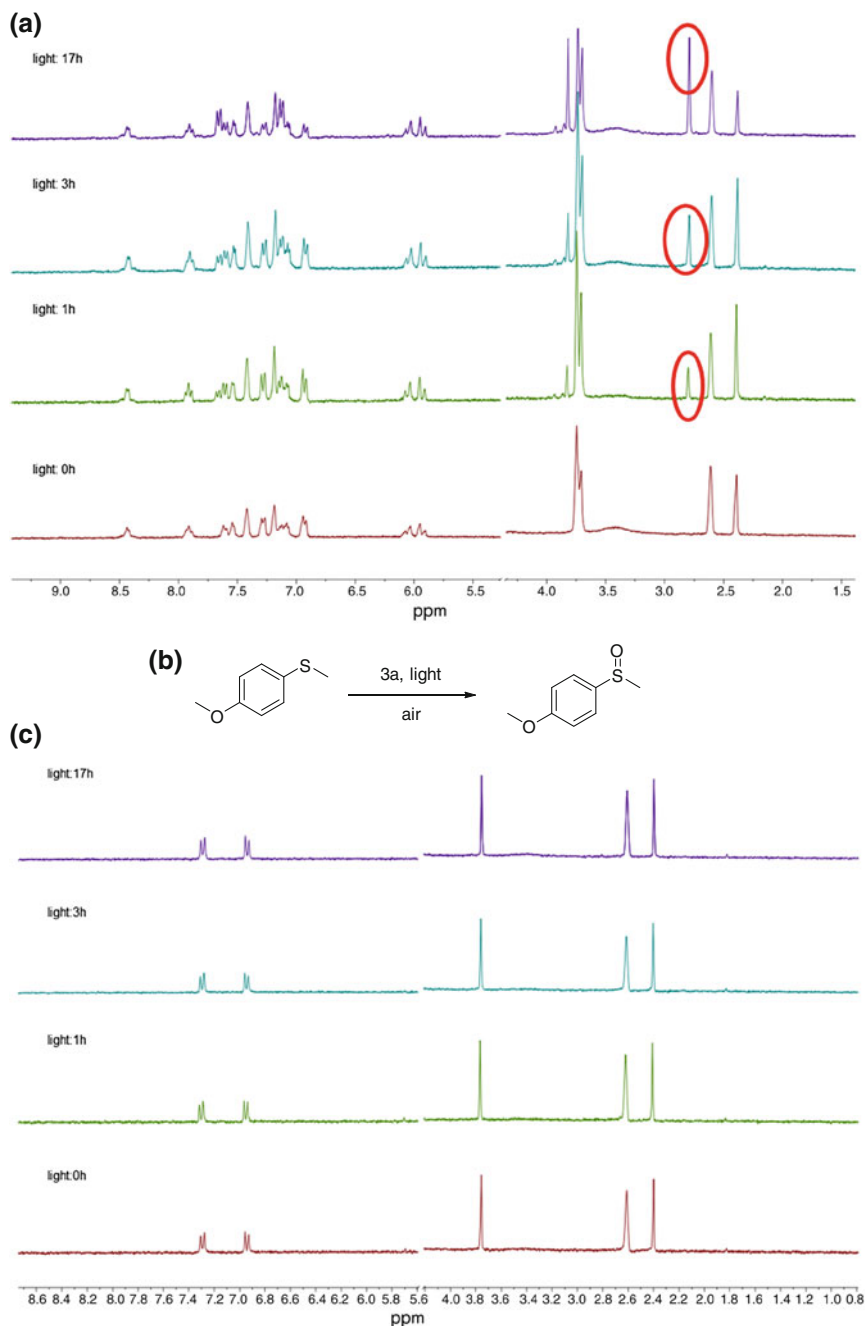 (a)
light: 17h
light: 3h
light: 1h
light: 0h
9.0 8.5 8.0 7.5 7.0 6.5 6.0 5.5 4.0 3.5 3.0 2.5 2.0 1.5
ppm
(b)
S
O
3a, light
air
O
S
O
(c)
light:17h
light:3h
light:1h
light:0h
8.6 8.4 8.2 8.0 7.8 7.6 7.4 7.2 7.0 6.8 6.6 6.4 6.2 6.0 5.8 5.6 4.0 3.8 3.6 3.4 3.2 3.0 2.8 2.6 2.4 2.2 2.0 1.8 1.6 1.4 1.2 1.0 0.8
ppm